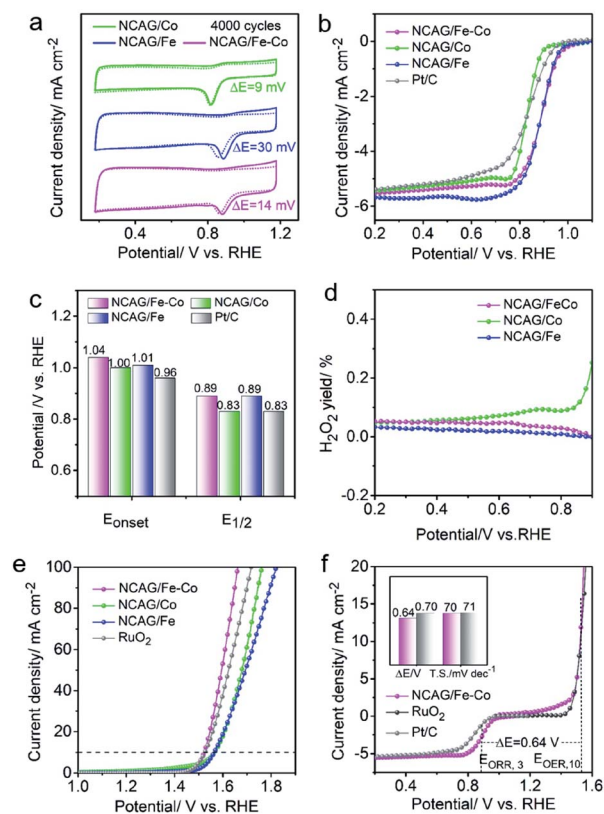 a
NCAG/Co 4000 cycles
NCAG/Fe NCAG/Fe-Co
ΔE=9 mV
ΔE=30 mV
ΔE=14 mV
Current density/ mA cm-2
0.0 0.4 0.8 1.2
Potential/ V vs. RHE
b
NCAG/Fe-Co
NCAG/Co
NCAG/Fe
Pt/C
Current density/ mA cm-2
0
-2
-4
-6
0.2 0.4 0.6 0.8 1.0
Potential/ V vs. RHE
c
NCAG/Fe-Co NCAG/Co
NCAG/Fe Pt/C
Potential /V vs. RHE
1.2
1.0
0.8
0.6
1.04 1.00 1.01 0.96
0.89 0.83 0.89 0.83
Eonset E1/2
d
NCAG/FeCo
NCAG/Co
NCAG/Fe
H2O2 yield/ %
0.4
0.2
0.0
-0.2
0.2 0.4 0.6 0.8
Potential/V vs.RHE
e
NCAG/Fe-Co
NCAG/Co
NCAG/Fe
RuO2
Current density/ mA cm-2
100
80
60
40
20
0
1.0 1.2 1.4 1.6 1.8
Potential/ V vs. RHE
f
0.64 0.70 70 71
ΔE/V T.S./mV dec-1
NCAG/Fe-Co
RuO2
Pt/C
ΔE=0.64 V
EORR, 3 EOER,10
Current density/ mA cm-2
20
15
10
5
0
-5
0.4 0.8 1.2 1.6
Potential/ V vs. RHE